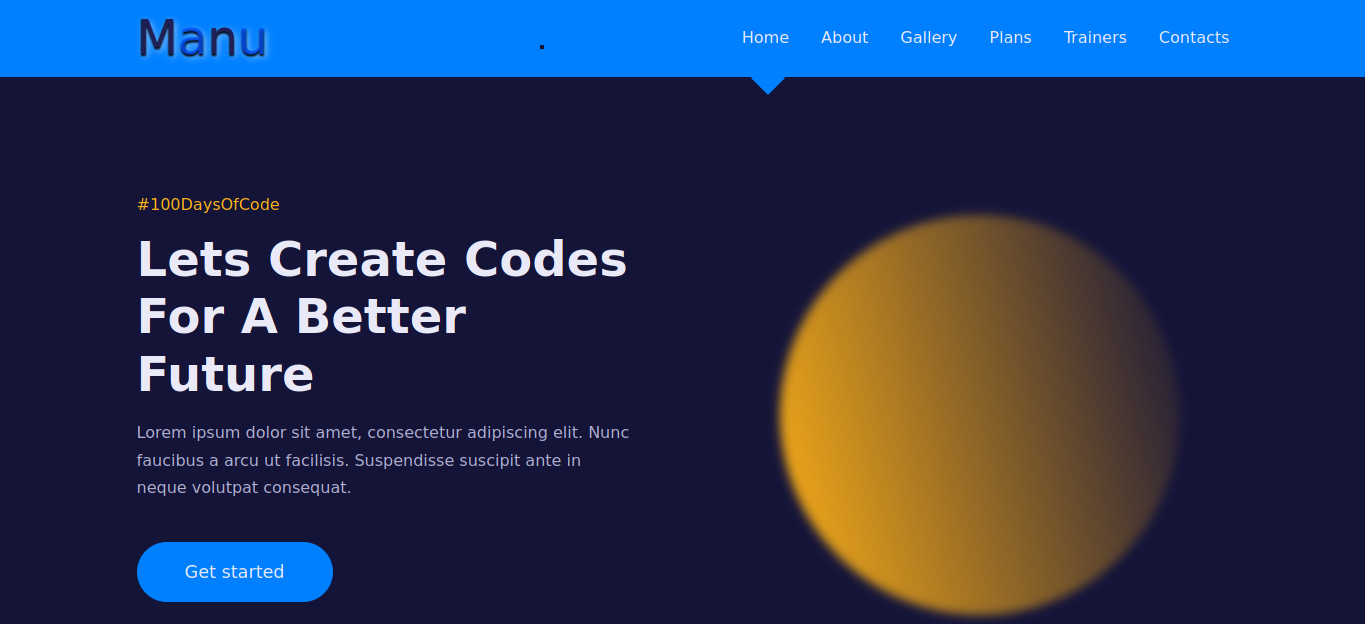 Manu
Home About Gallery Plans Trainers Contacts
#100DaysOfCode
Lets Create Codes
For A Better
Future
Lorem ipsum dolor sit amet, consectetur adipiscing elit. Nunc
faucibus a arcu ut facilisis. Suspendisse suscipit ante in
neque volutpat consequat.
Get started